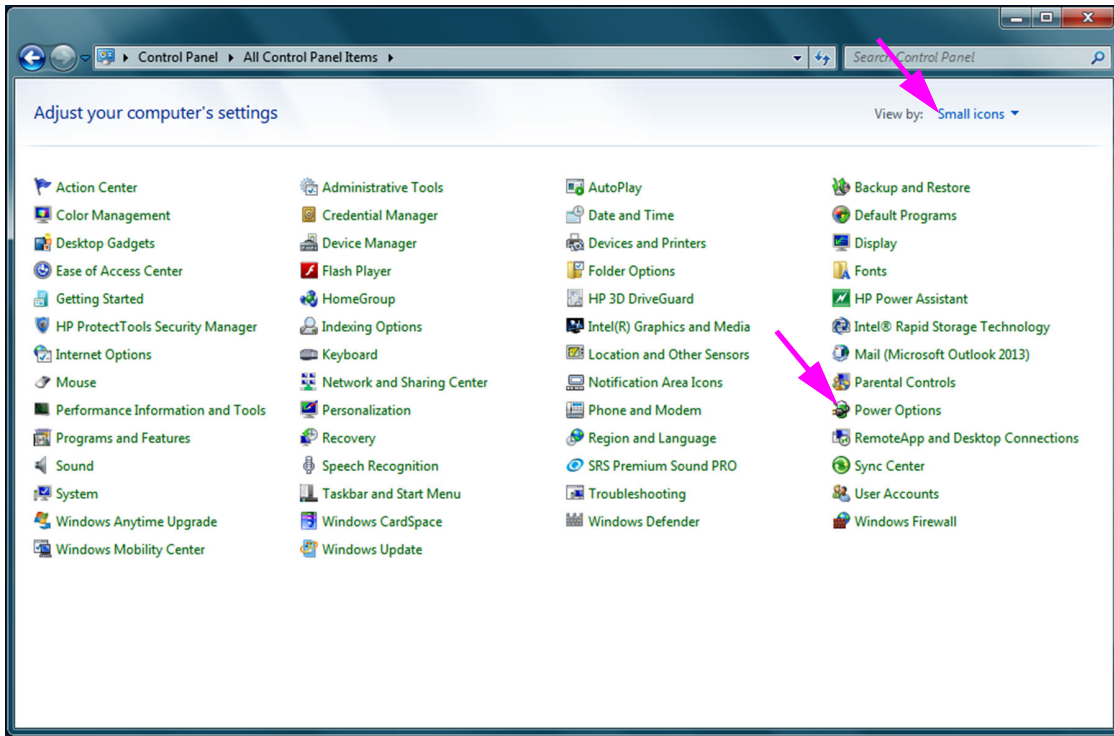 Control Panel All Control Panel Items Search Control Panel
Adjust your computer's settings View by: Small icons
Action Center Administrative Tools AutoPlay Backup and Restore
Color Management Credential Manager Date and Time Default Programs
Desktop Gadgets Device Manager Devices and Printers Display
Ease of Access Center Flash Player Folder Options Fonts
Getting Started HomeGroup HP 3D DriveGuard HP Power Assistant
HP ProtectTools Security Manager Indexing Options Intel(R) Graphics and Media Intel® Rapid Storage Technology
Internet Options Keyboard Location and Other Sensors Mail (Microsoft Outlook 2013)
Mouse Network and Sharing Center Notification Area Icons Parental Controls
Performance Information and Tools Personalization Phone and Modem Power Options
Programs and Features Recovery Region and Language RemoteApp and Desktop Connections
Sound Speech Recognition SRS Premium Sound PRO Sync Center
System Taskbar and Start Menu Troubleshooting User Accounts
Windows Anytime Upgrade Windows CardSpace Windows Defender Windows Firewall
Windows Mobility Center Windows Update